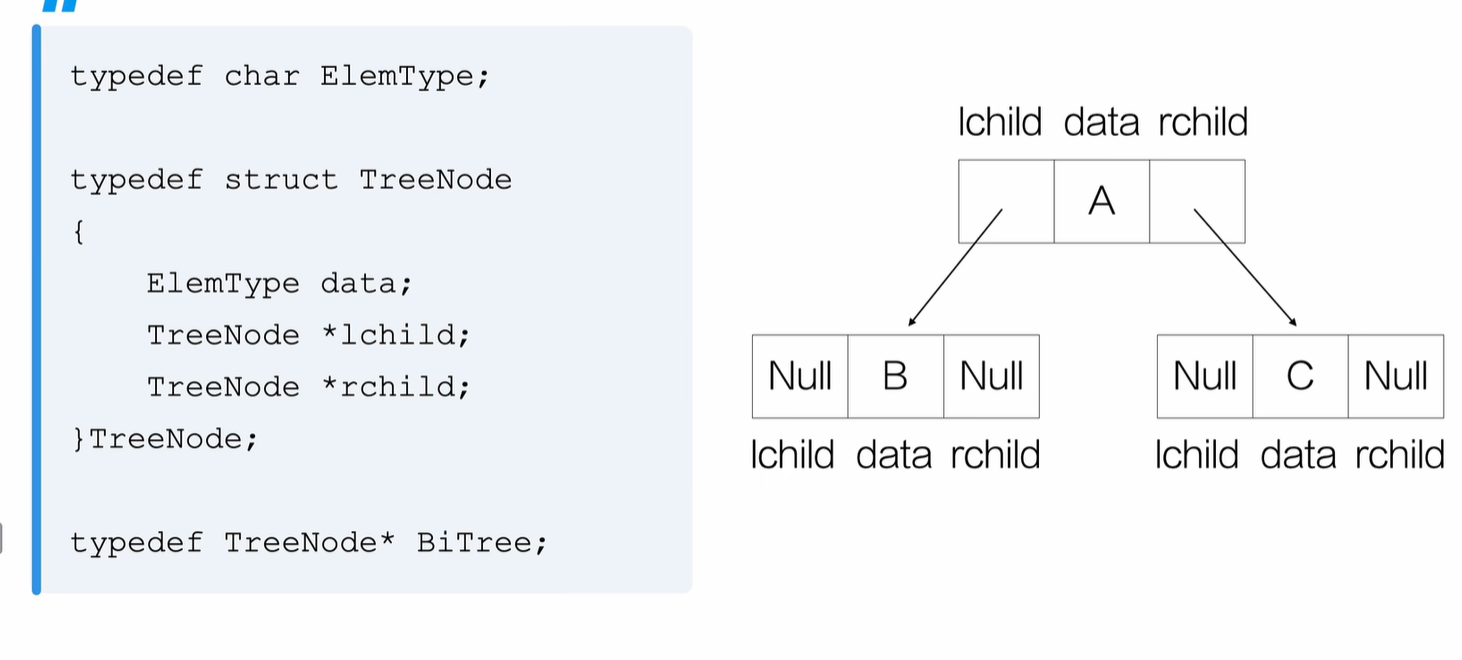 typedef char ElemType;
typedef struct TreeNode
{
    ElemType data;
    TreeNode *lchild;
    TreeNode *rchild;
}TreeNode;
typedef TreeNode* BiTree;
lchild data rchild
A
Null B Null
lchild data rchild
Null C Null
lchild data rchild